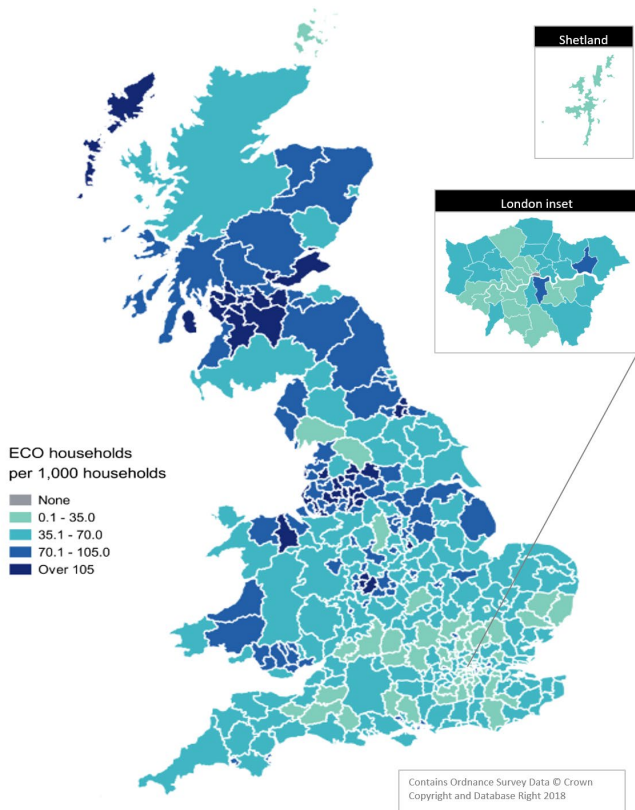 Shetland
London inset
ECO households
per 1,000 households
None
0.1 - 35.0
35.1 - 70.0
70.1 - 105.0
Over 105
Contains Ordnance Survey Data © Crown
Copyright and Database Right 2018